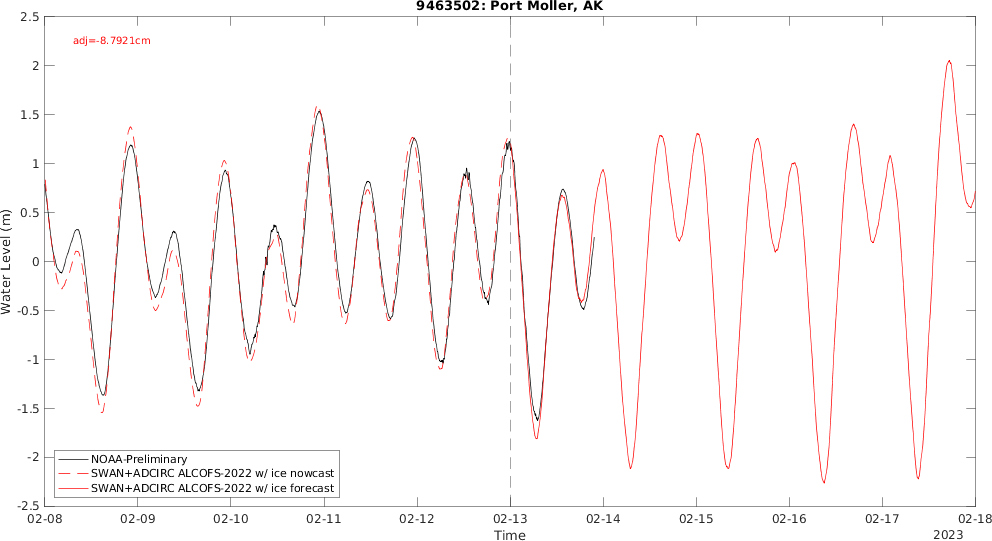 9463502: Port Moller, AK
adj=-8.7921cm
2.5
2
1.5
1
0.5
0
-0.5
-1
-1.5
-2
-2.5
Water Level (m)
NOAA-Preliminary
SWAN+ADCIRC ALCOFS-2022 w/ ice nowcast
SWAN+ADCIRC ALCOFS-2022 w/ ice forecast
02-08 02-09 02-10 02-11 02-12 02-13 02-14 02-15 02-16 02-17 02-18
Time
2023